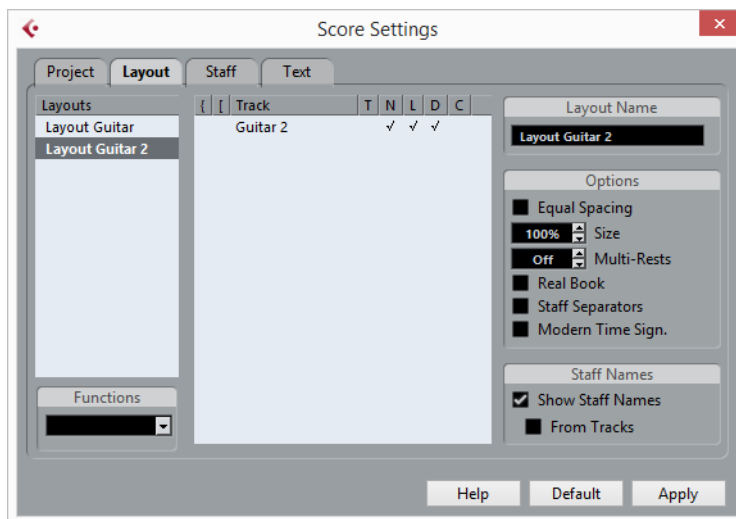 Score Settings
Project Layout Staff Text
Layouts
Layout Guitar
Layout Guitar 2
Functions
{ [ Track T N L D C
Guitar 2 √ √ √
Layout Name
Layout Guitar 2
Options
Equal Spacing
100% Size
Off Multi-Rests
Real Book
Staff Separators
Modern Time Sign.
Staff Names
Show Staff Names
From Tracks
Help Default Apply